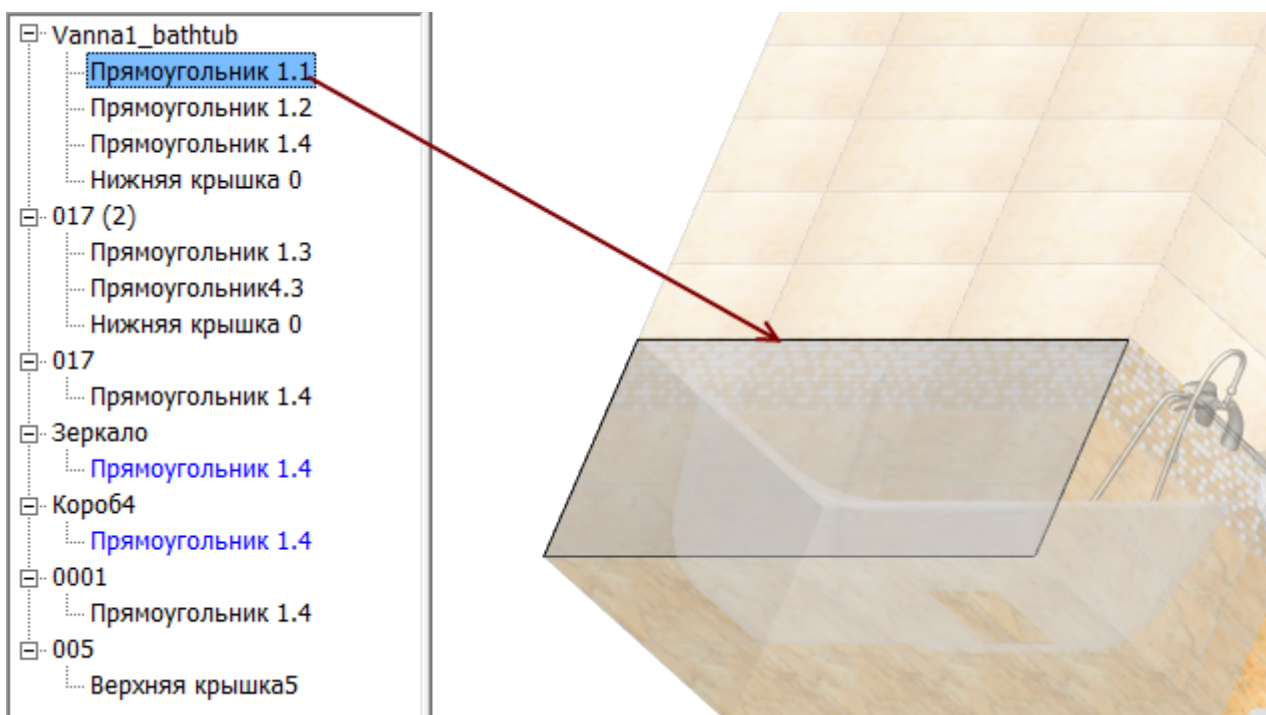 Vanna1_bathtub
Прямоугольник 1.1
Прямоугольник 1.2
Прямоугольник 1.4
Нижняя крышка 0
017 (2)
Прямоугольник 1.3
Прямоугольник4.3
Нижняя крышка 0
017
Прямоугольник 1.4
Зеркало
Прямоугольник 1.4
Короб4
Прямоугольник 1.4
0001
Прямоугольник 1.4
005
Верхняя крышка5